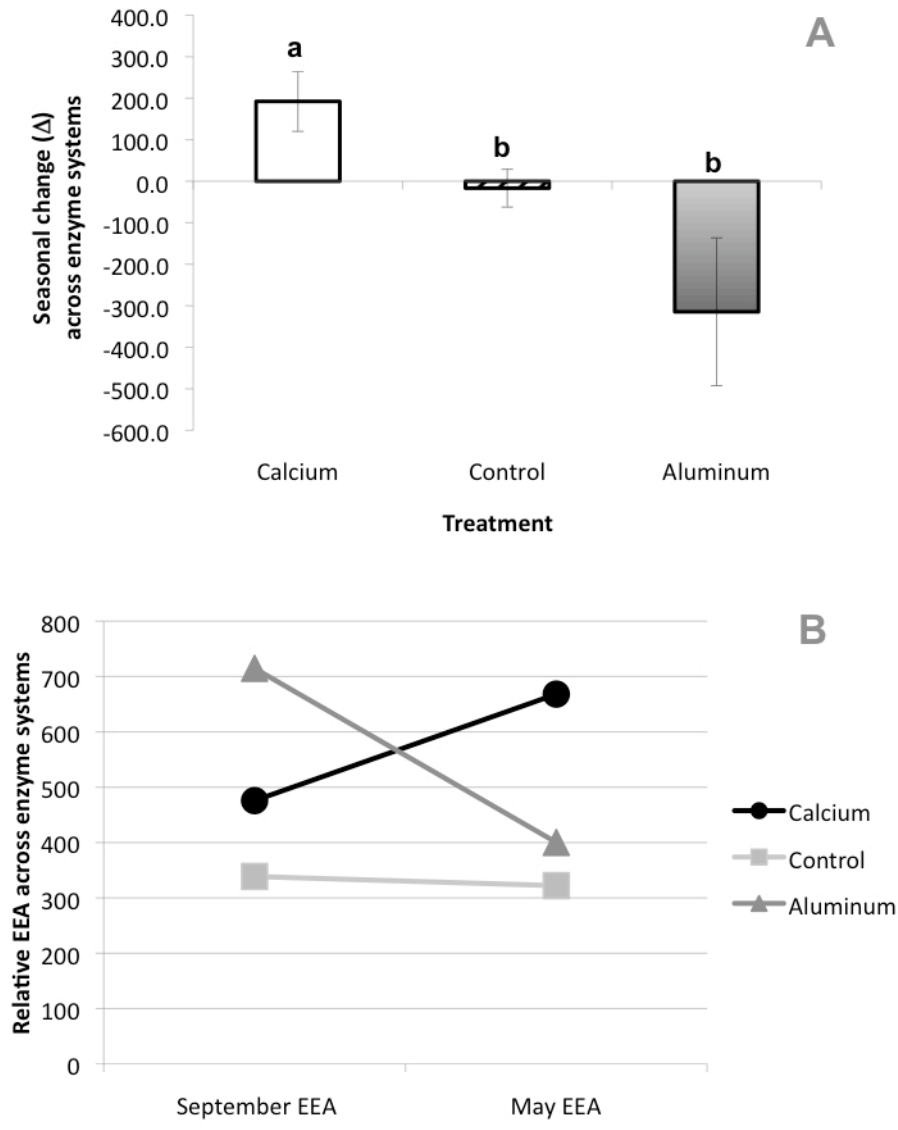 A
Seasonal change (Δ)
across enzyme systems
400.0
300.0
200.0
100.0
0.0
-100.0
-200.0
-300.0
-400.0
-500.0
-600.0
a
b
b
Calcium
Control
Aluminum
Treatment
B
Relative EEA across enzyme systems
800
700
600
500
400
300
200
100
0
September EEA
May EEA
Calcium
Control
Aluminum